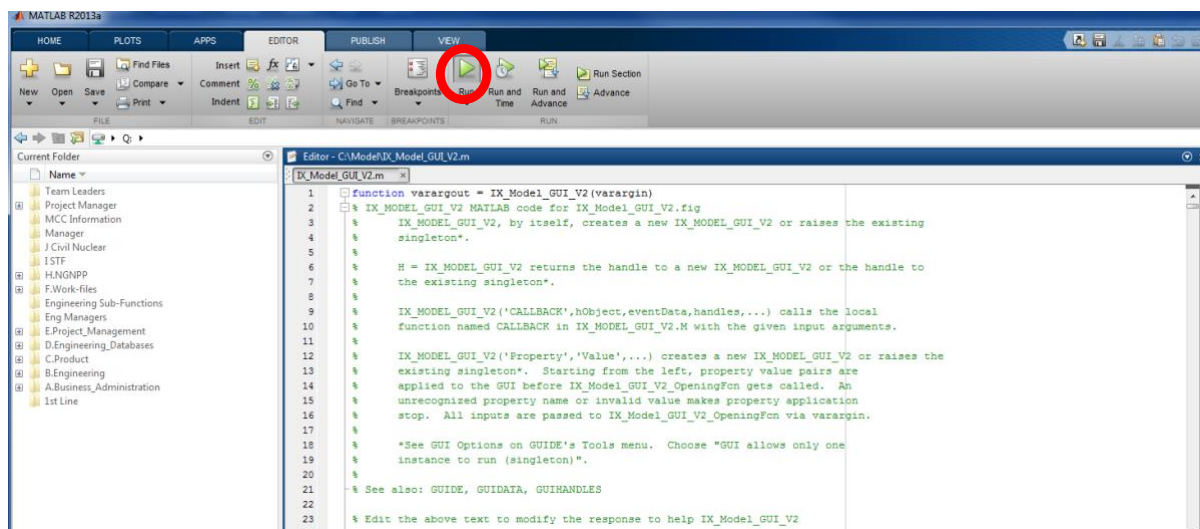 MATLAB R2013a
HOME PLOTS APPS EDITOR PUBLISH VIEW
New Open Save Find Files Compare Print
Insert Comment Indent
Go To Find
Breakpoints Run Run and Time Run and Advance Run Section Advance
FILE EDIT NAVIGATE BREAKPOINTS RUN
Q:
Current Folder
Name
Team Leaders
Project Manager
MCC Information
Manager
J Civil Nuclear
I STF
H.NGNPP
F.Work-files
Engineering Sub-Functions
Eng Managers
E.Project_Management
D.Engineering_Databases
C.Product
B.Engineering
A.Business_Administration
1st Line
Editor - C:\Model\IX_Model_GUI_V2.m
IX_Model_GUI_V2.m
1 function varargout = IX_Model_GUI_V2(varargin)
2 % IX_MODEL_GUI_V2 MATLAB code for IX_Model_GUI_V2.fig
3 % IX_MODEL_GUI_V2, by itself, creates a new IX_MODEL_GUI_V2 or raises the existing
4 % singleton*.
5 %
6 % H = IX_MODEL_GUI_V2 returns the handle to a new IX_MODEL_GUI_V2 or the handle to
7 % the existing singleton*.
8 %
9 % IX_MODEL_GUI_V2('CALLBACK',hObject,eventData,handles,...) calls the local
10 % function named CALLBACK in IX_MODEL_GUI_V2.M with the given input arguments.
11 %
12 % IX_MODEL_GUI_V2('Property','Value',...) creates a new IX_MODEL_GUI_V2 or raises the
13 % existing singleton*. Starting from the left, property value pairs are
14 % applied to the GUI before IX_Model_GUI_V2_OpeningFcn gets called. An
15 % unrecognized property name or invalid value makes property application
16 % stop. All inputs are passed to IX_Model_GUI_V2_OpeningFcn via varargin.
17 %
18 % *See GUI Options on GUIDE's Tools menu. Choose "GUI allows only one
19 % instance to run (singleton)".
20 %
21 % See also: GUIDE, GUIDATA, GUIHANDLES
22
23 % Edit the above text to modify the response to help IX_Model_GUI_V2